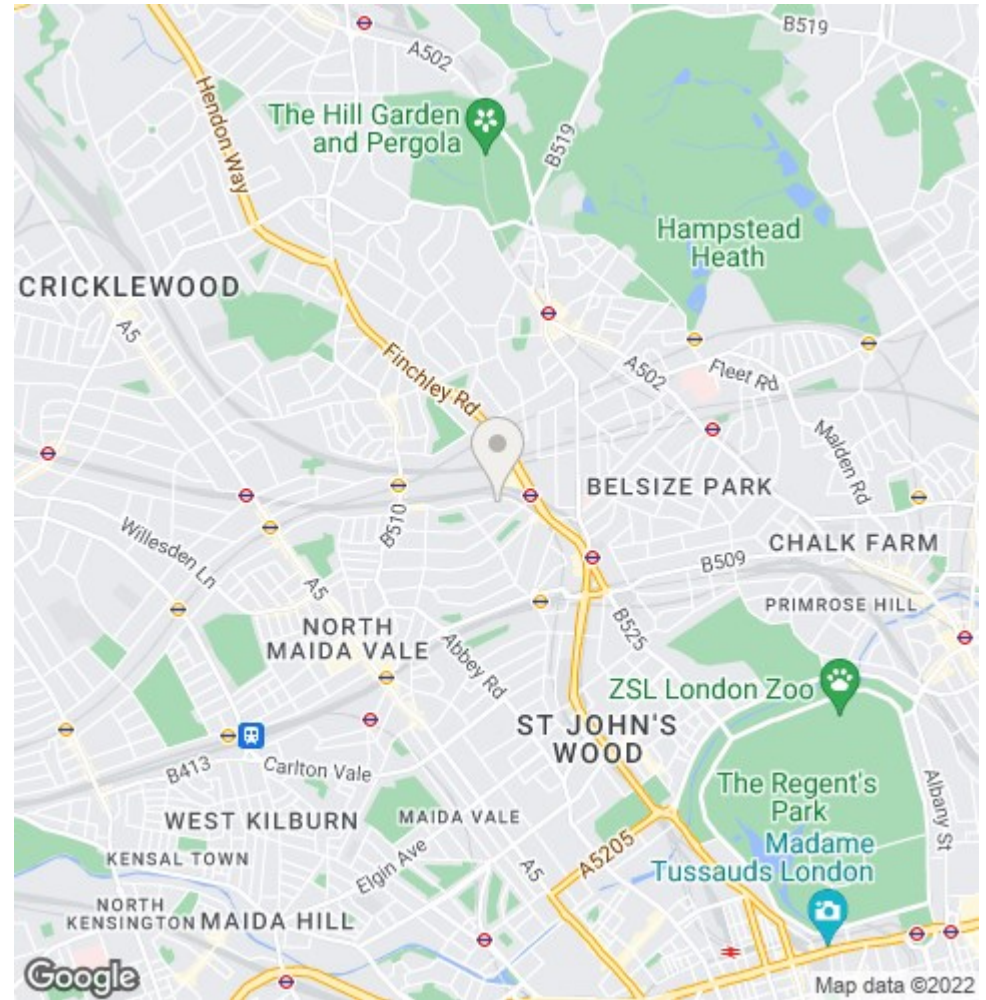 B519
A502
Hendon Way
The Hill Garden
and Pergola
B519
Hampstead
Heath
CRICKLEWOOD
A5
Finchley Rd
A502
Fleet Rd
Malden Rd
BELSIZE PARK
B510
Willesden Ln
CHALK FARM
B509
A5
PRIMROSE HILL
NORTH
MAIDA VALE
B525
Abbey Rd
ZSL London Zoo
ST JOHN'S
WOOD
B413
Carlton Vale
The Regent's
Park
Albany St
WEST KILBURN
MAIDA VALE
Madame
Tussauds London
A5205
KENSAL TOWN
Elgin Ave
A5
NORTH
KENSINGTON
MAIDA HILL
Google
Map data ©2022